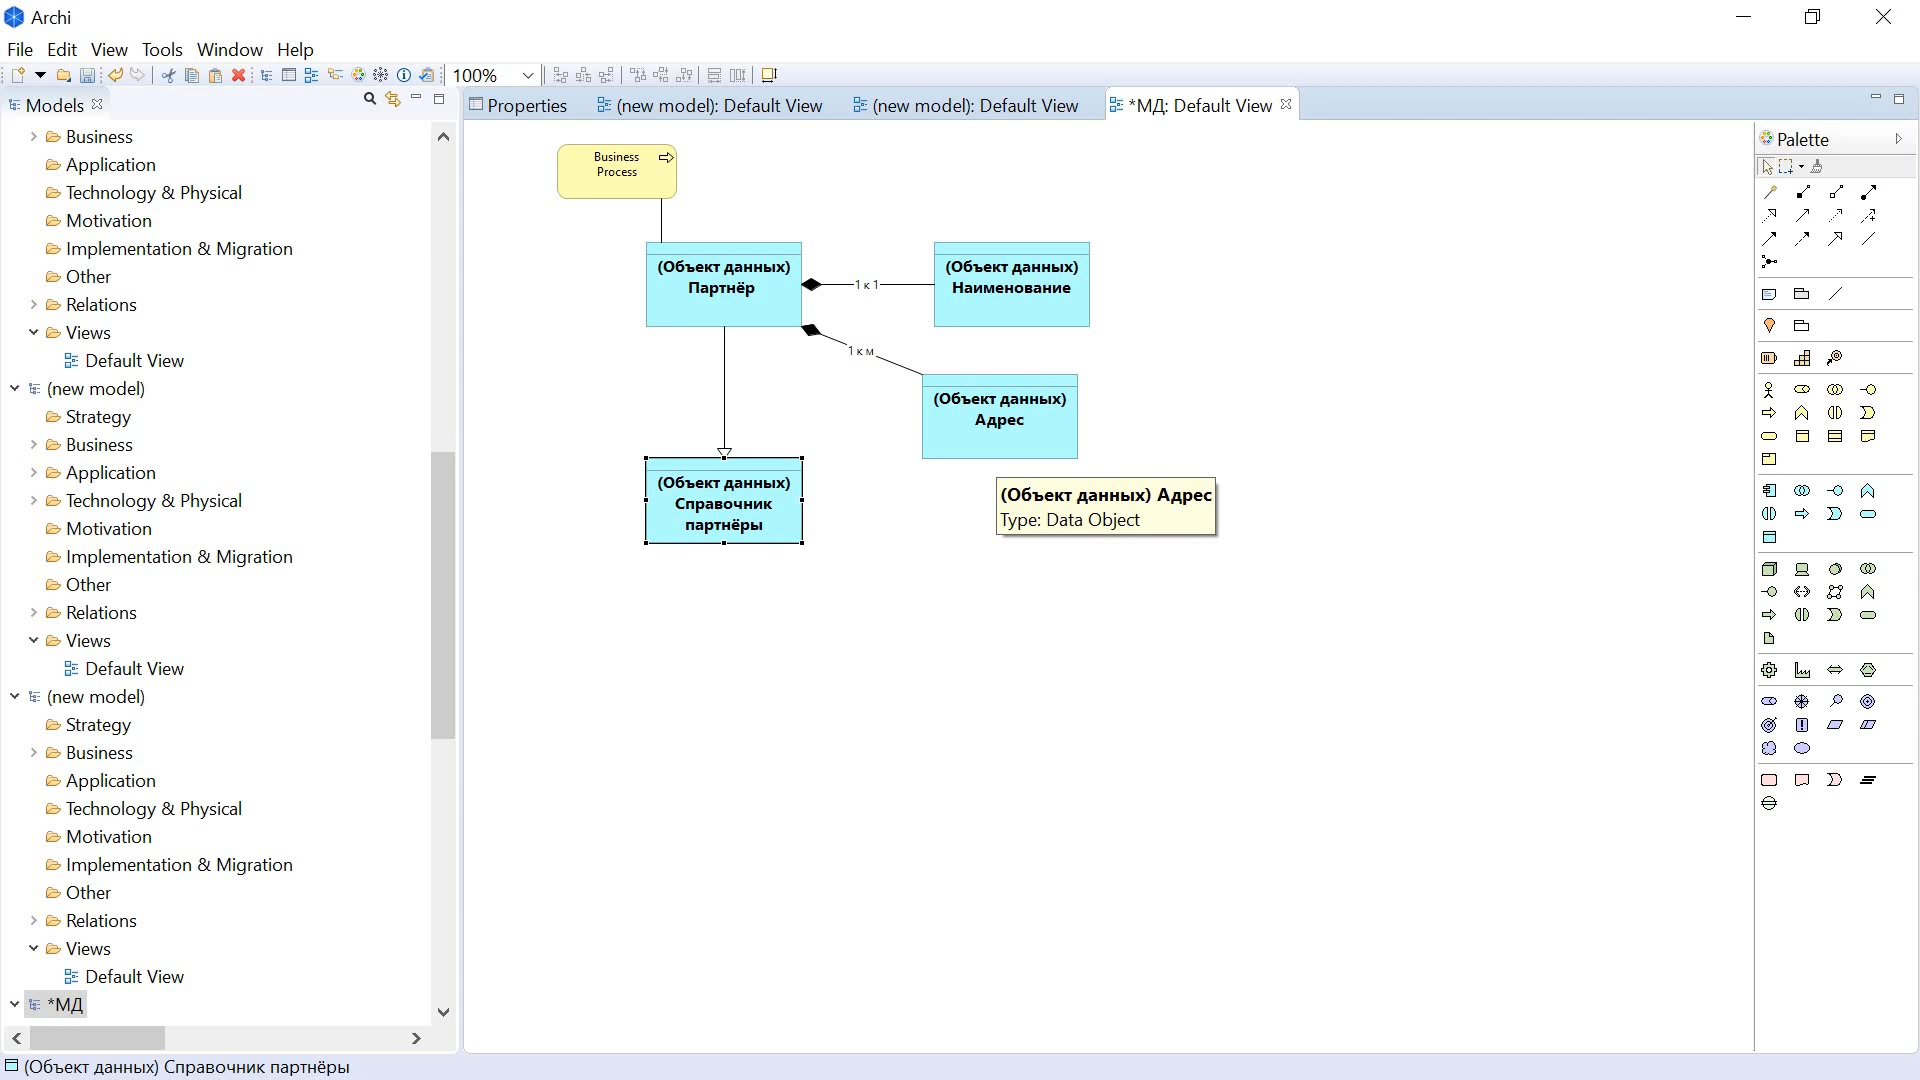 Archi
File Edit View Tools Window Help
100%
Models
Properties
(new model): Default View
(new model): Default View
*МД: Default View
Business
Application
Technology & Physical
Motivation
Implementation & Migration
Other
Relations
Views
Default View
(new model)
Strategy
Business
Application
Technology & Physical
Motivation
Implementation & Migration
Other
Relations
Views
Default View
(new model)
Strategy
Business
Application
Technology & Physical
Motivation
Implementation & Migration
Other
Relations
Views
Default View
*МД
Business
Process
(Объект данных)
Партнёр
1 к 1
(Объект данных)
Наименование
1 к м
(Объект данных)
Адрес
(Объект данных)
Справочник
партнёры
(Объект данных) Адрес
Type: Data Object
Palette
(Объект данных) Справочник партнёры